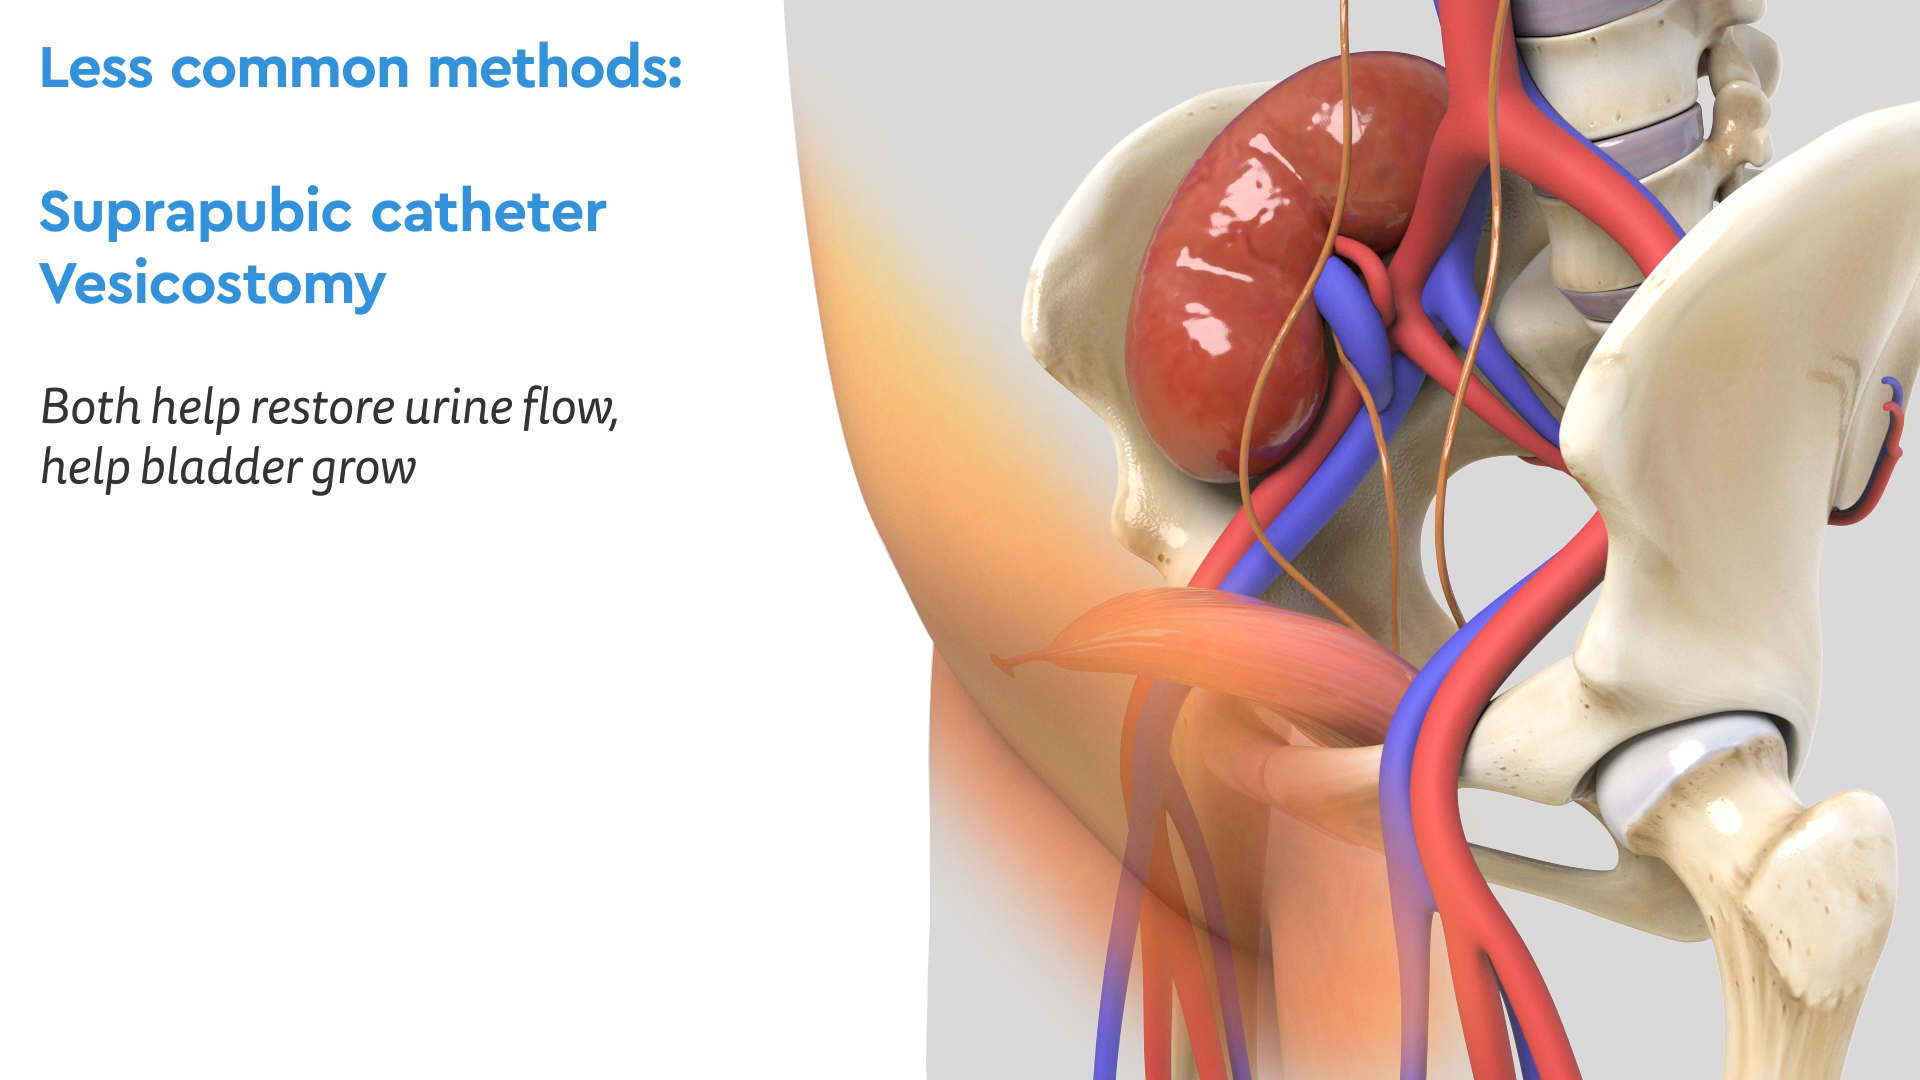 Less common methods:
Suprapubic catheter
Vesicostomy
Both help restore urine flow,
help bladder grow